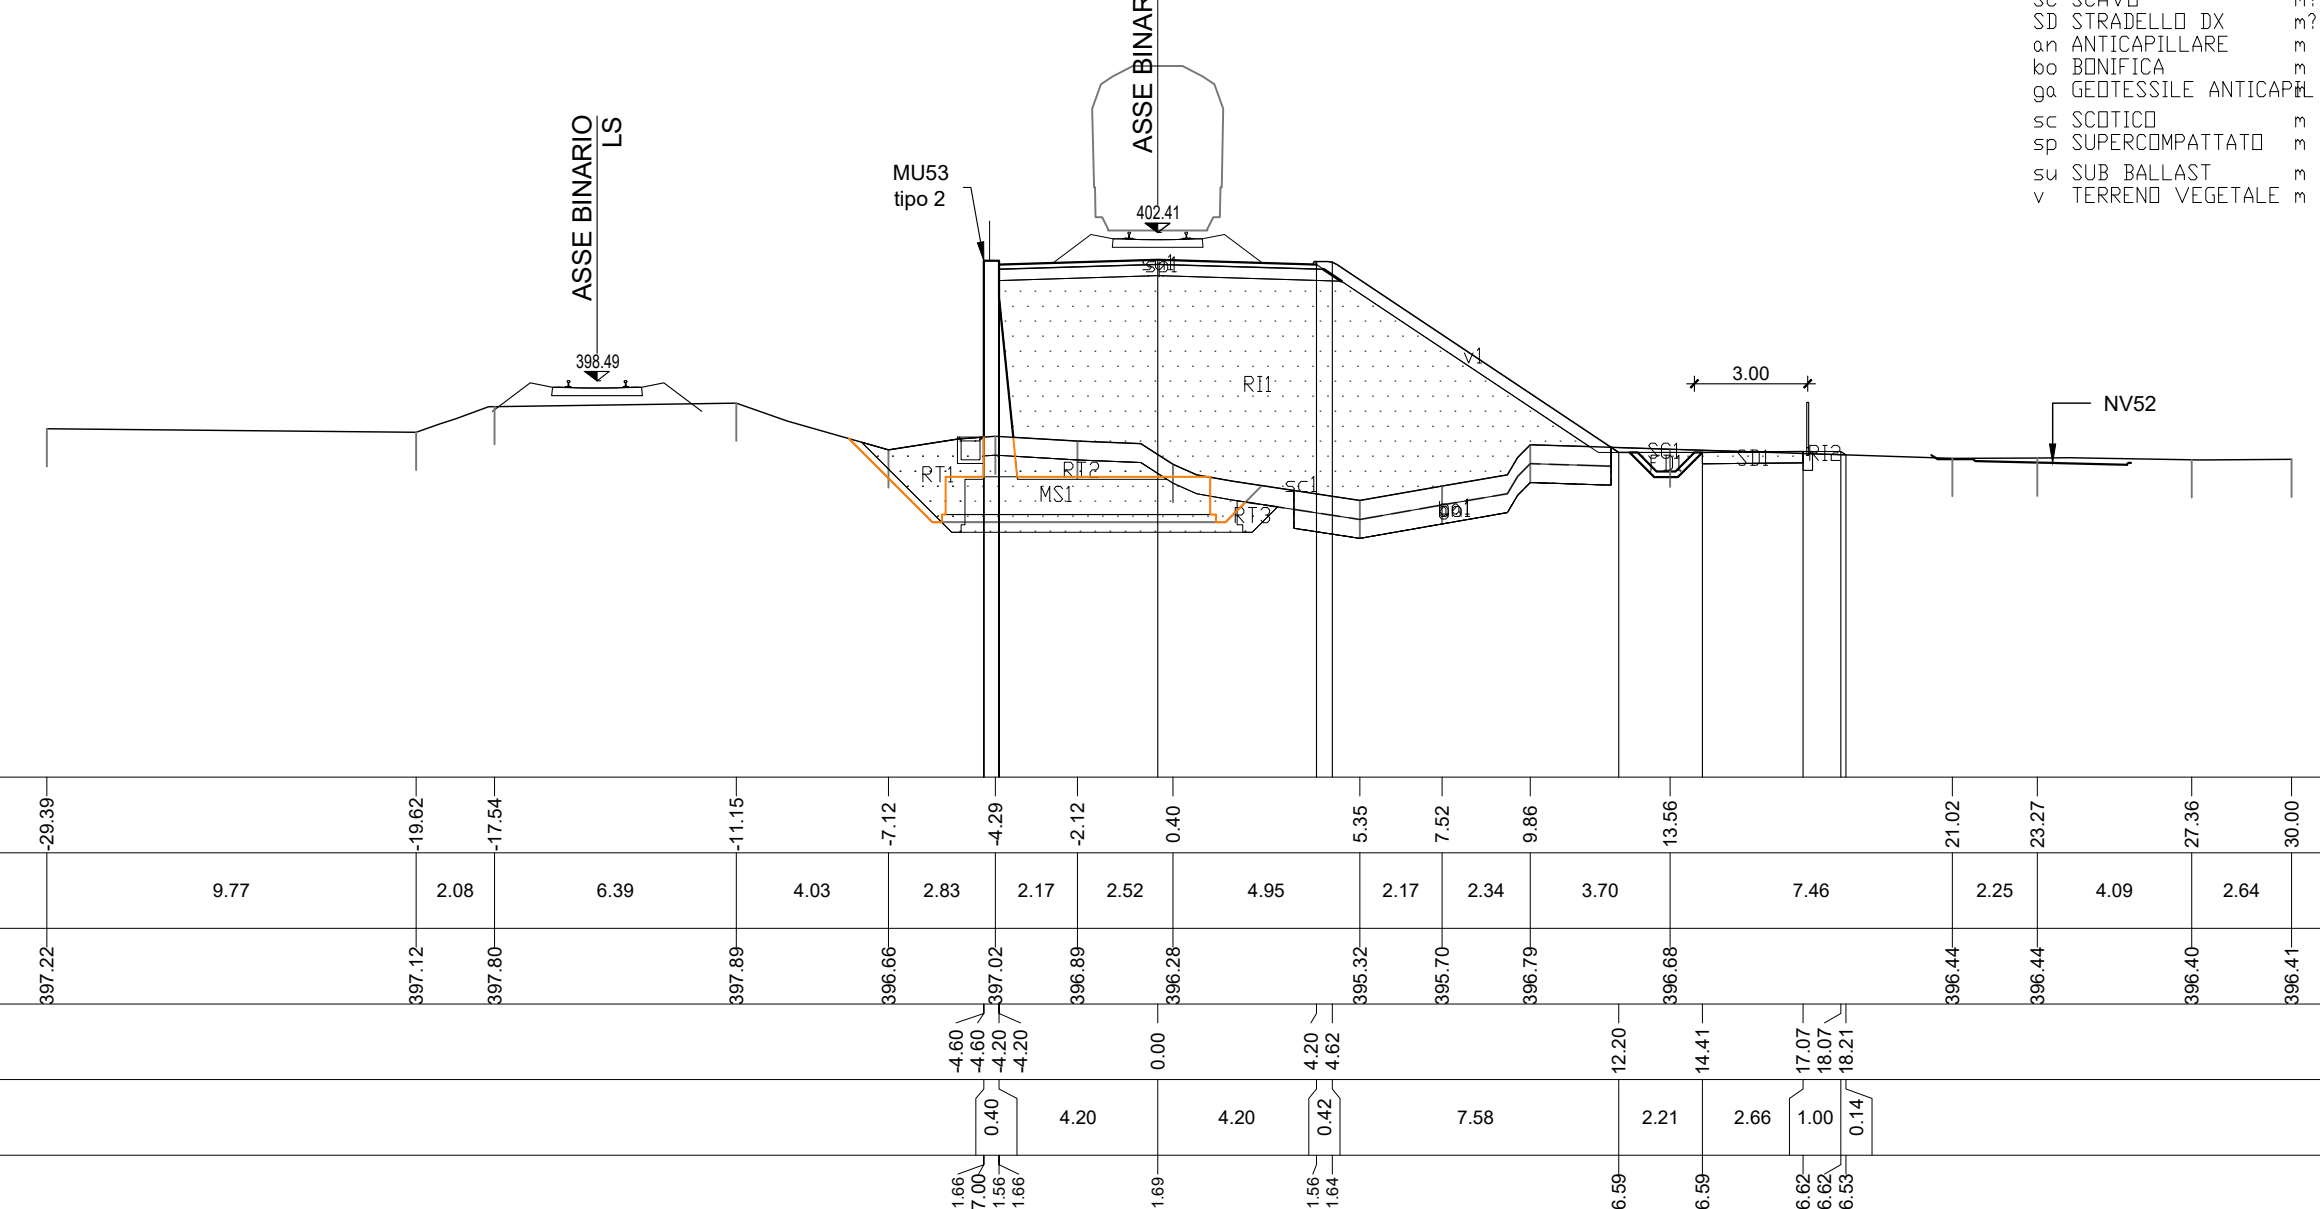 SD STRADELLO DX m?
an ANTICAPILLARE m
bo BONIFICA m
ga GEOTESSILE ANTICAPIL
sc SCOTICO m
sp SUPERCOMPATTATO m
su SUB BALLAST m
v TERRENO VEGETALE m
ASSE BINARIO
LS
ASSE BINAR
MU53
tipo 2
402.41
398.49
v1
RI1
3.00
NV52
RT1
RT2
MS1
sc1
RT3
SG1
SD1
RI2
-29.39 -19.62 -17.54 -11.15 -7.12 -4.29 -2.12 0.40 5.35 7.52 9.86 13.56 21.02 23.27 27.36 30.00
9.77 2.08 6.39 4.03 2.83 2.17 2.52 4.95 2.17 2.34 3.70 7.46 2.25 4.09 2.64
397.22 397.12 397.80 397.89 396.66 397.02 396.89 396.28 395.32 395.70 396.79 396.68 396.44 396.44 396.40 396.41
-4.60 -4.60 -4.20 -4.20 0.00 4.20 4.62 12.20 14.41 17.07 18.07 18.21
0.40 4.20 4.20 0.42 7.58 2.21 2.66 1.00 0.14
1.66 7.00 1.56 1.66 1.69 1.56 1.64 6.59 6.59 6.62 6.62 6.53